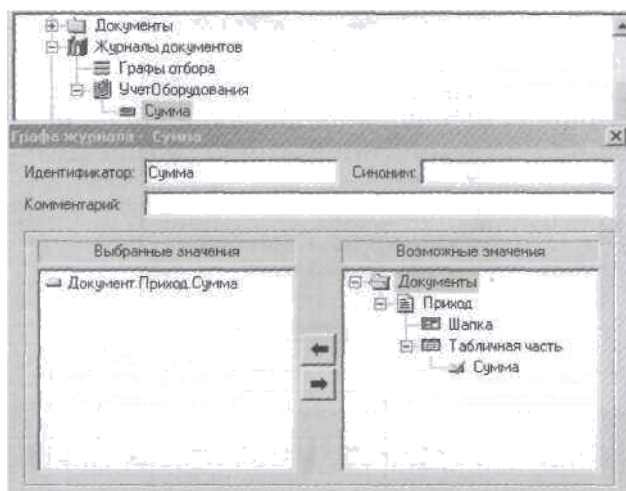 Документы
Журналы документов
Графы отбора
УчетОборудования
Сумма
Графа журнала - Сумма
Идентификатор: Сумма Синоним:
Комментарий:
Выбранные значения Возможные значения
Документ.Приход.Сумма Документы
Приход
Шапка
Табличная часть
Сумма